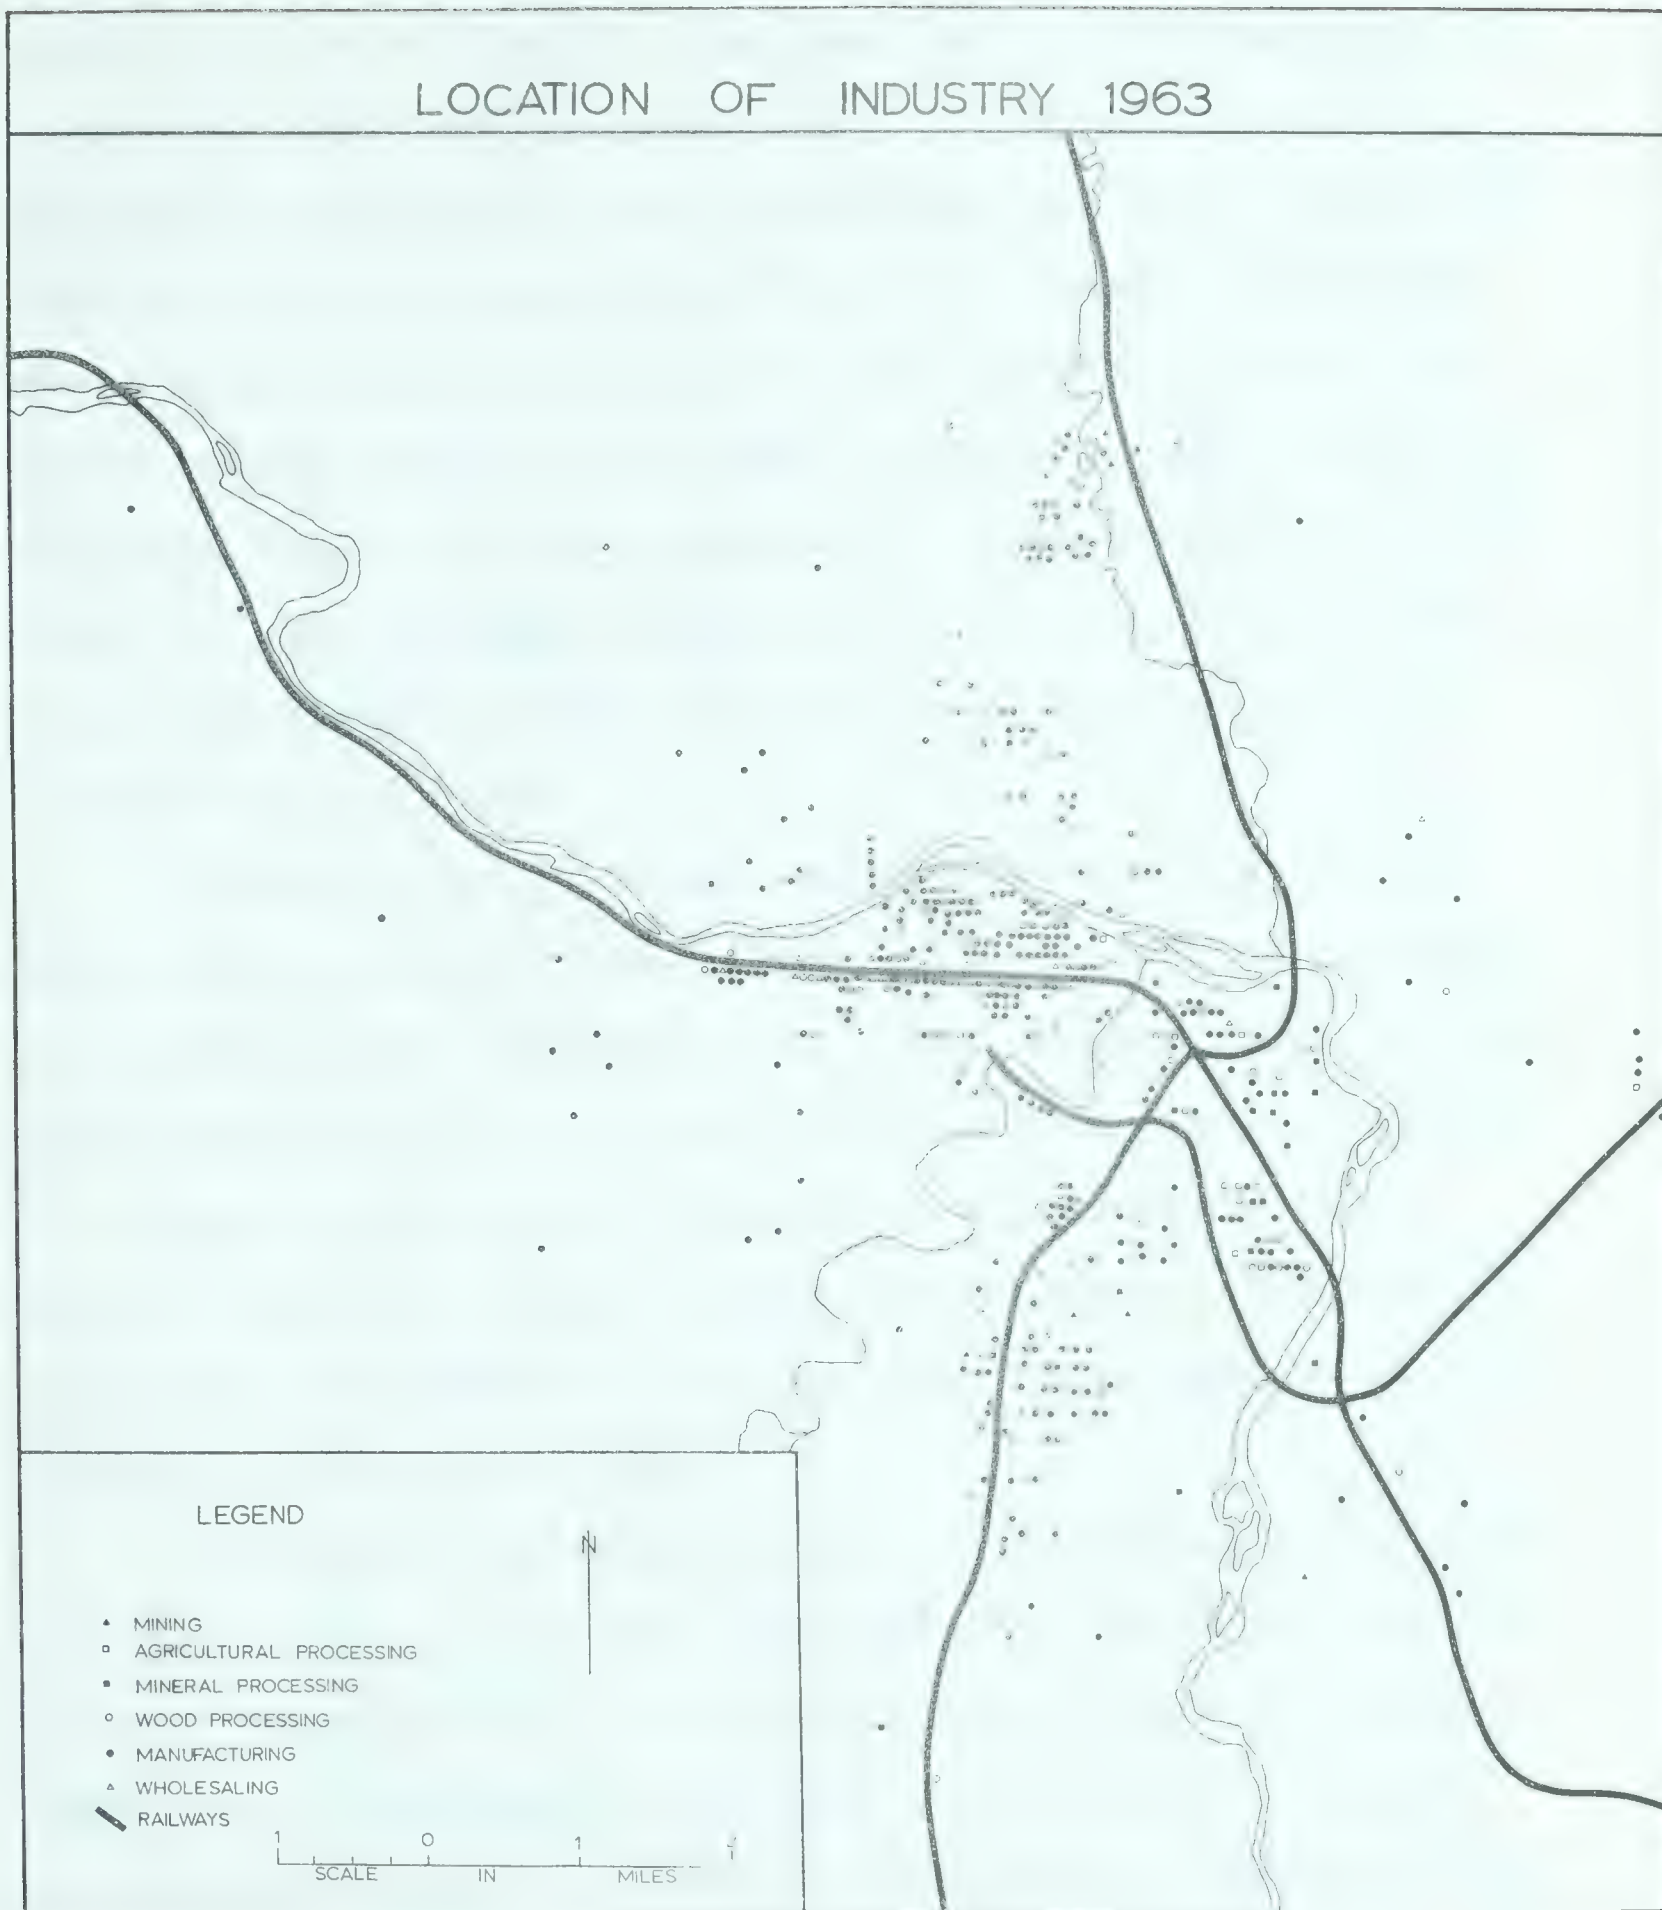 LOCATION OF INDUSTRY 1963
LEGEND
N
MINING
AGRICULTURAL PROCESSING
MINERAL PROCESSING
WOOD PROCESSING
MANUFACTURING
WHOLESALING
RAILWAYS
1 0 1
SCALE IN MILES